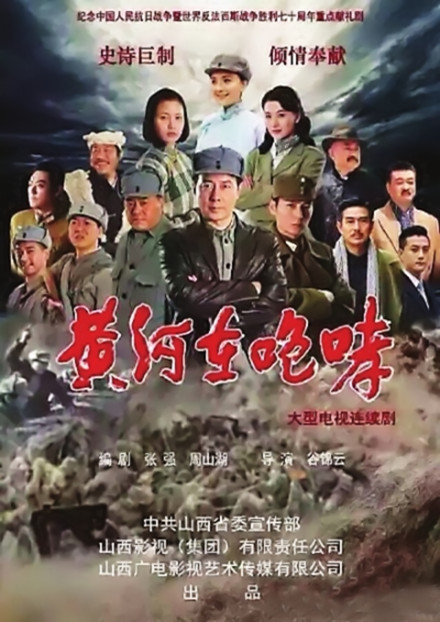 纪念中国人民抗日战争暨世界反法西斯战争胜利七十周年重点献礼剧
史诗巨制 倾情奉献
黄河在咆哮
大型电视连续剧
编剧 张强 周山湖 导演 谷锦云
中共山西省委宣传部
山西影视（集团）有限责任公司
山西广电影视艺术传媒有限公司
出品